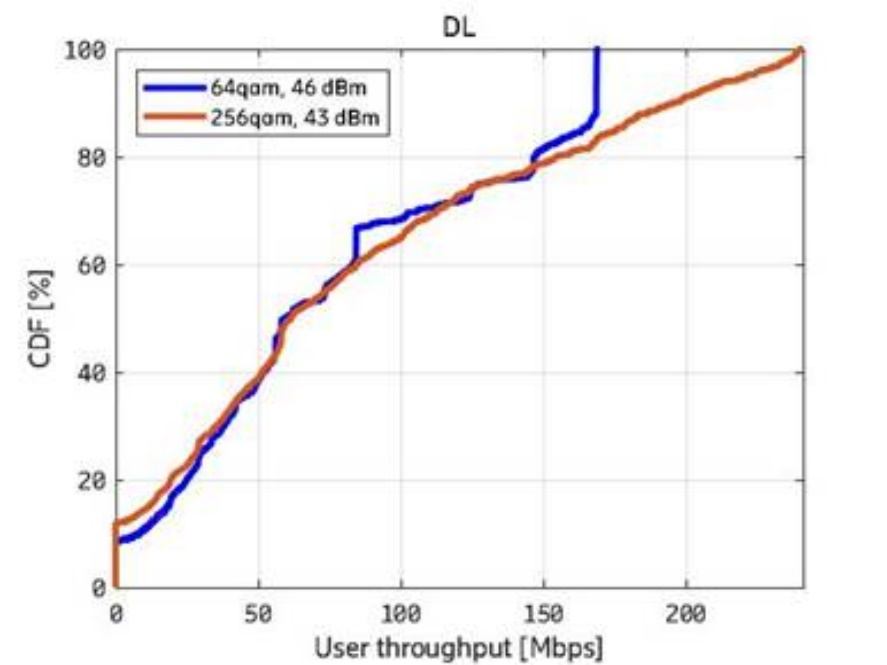 DL
64qam, 46 dBm
256qam, 43 dBm
CDF [%]
100
80
60
40
20
0
0 50 100 150 200
User throughput [Mbps]